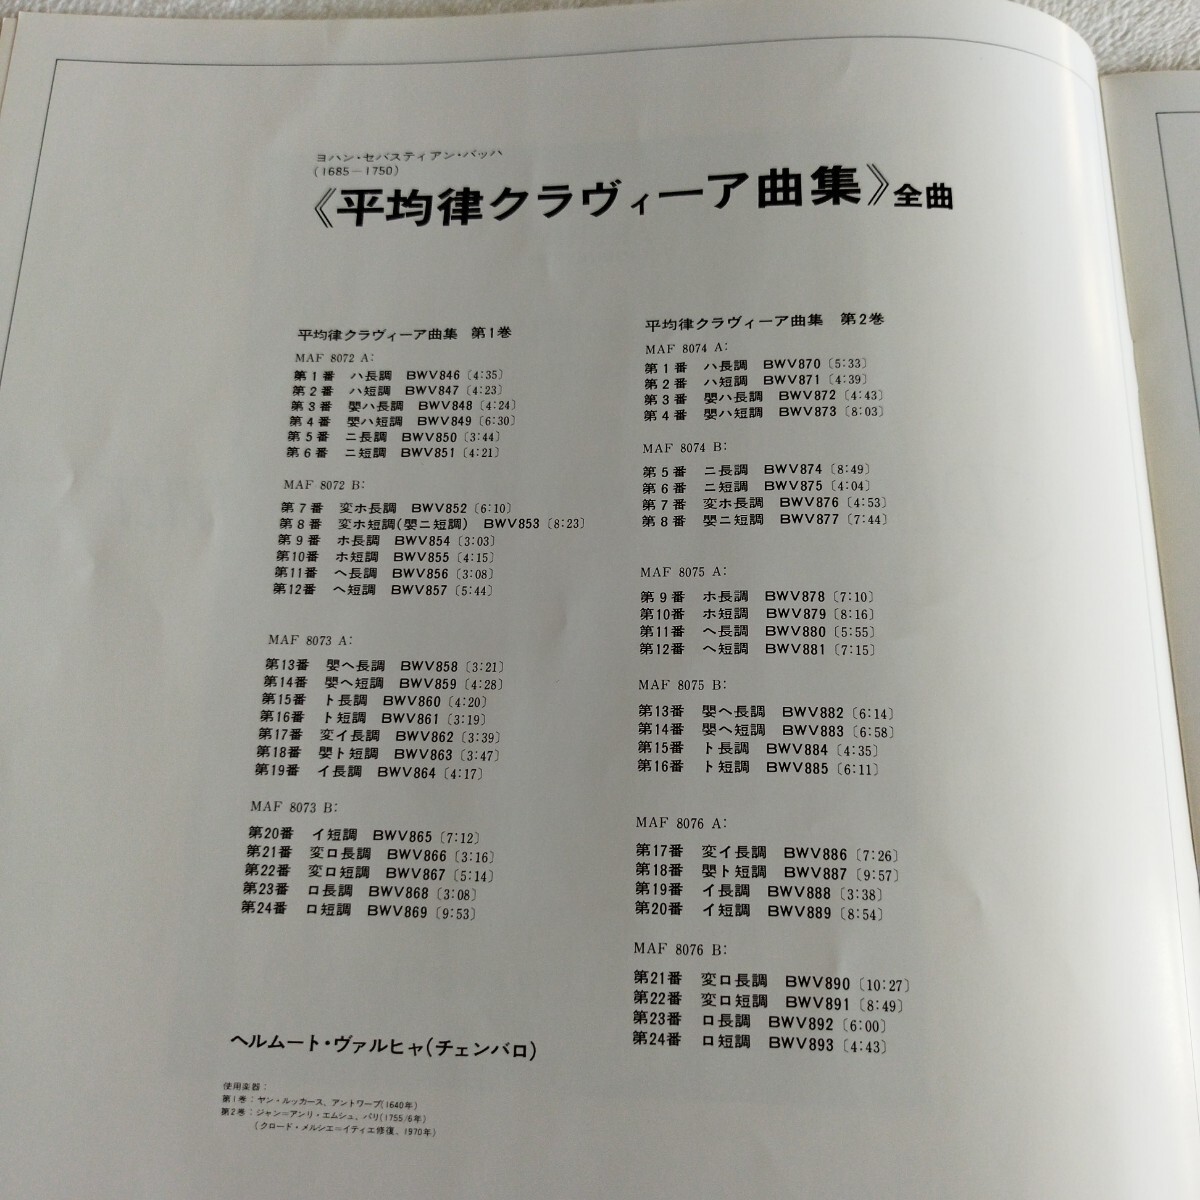 ヨハン・セバスティアン・バッハ
(1685－1750)
《平均律クラヴィーア曲集》全曲
平均律クラヴィーア曲集　第1巻
MAF 8072 A:
第1番　ハ長調　BWV846〔4:35〕
第2番　ハ短調　BWV847〔4:23〕
第3番　嬰ハ長調　BWV848〔4:24〕
第4番　嬰ハ短調　BWV849〔6:30〕
第5番　ニ長調　BWV850〔3:44〕
第6番　ニ短調　BWV851〔4:21〕
MAF 8072 B:
第7番　変ホ長調　BWV852〔6:10〕
第8番　変ホ短調(嬰ニ短調)　BWV853〔8:23〕
第9番　ホ長調　BWV854〔3:03〕
第10番　ホ短調　BWV855〔4:15〕
第11番　ヘ長調　BWV856〔3:08〕
第12番　ヘ短調　BWV857〔5:44〕
MAF 8073 A:
第13番　嬰ヘ長調　BWV858〔3:21〕
第14番　嬰ヘ短調　BWV859〔4:28〕
第15番　ト長調　BWV860〔4:20〕
第16番　ト短調　BWV861〔3:19〕
第17番　変イ長調　BWV862〔3:39〕
第18番　嬰ト短調　BWV863〔3:47〕
第19番　イ長調　BWV864〔4:17〕
MAF 8073 B:
第20番　イ短調　BWV865〔7:12〕
第21番　変ロ長調　BWV866〔3:16〕
第22番　変ロ短調　BWV867〔5:14〕
第23番　ロ長調　BWV868〔3:08〕
第24番　ロ短調　BWV869〔9:53〕
平均律クラヴィーア曲集　第2巻
MAF 8074 A:
第1番　ハ長調　BWV870〔5:33〕
第2番　ハ短調　BWV871〔4:39〕
第3番　嬰ハ長調　BWV872〔4:43〕
第4番　嬰ハ短調　BWV873〔8:03〕
MAF 8074 B:
第5番　ニ長調　BWV874〔8:49〕
第6番　ニ短調　BWV875〔4:04〕
第7番　変ホ長調　BWV876〔4:53〕
第8番　嬰ニ短調　BWV877〔7:44〕
MAF 8075 A:
第9番　ホ長調　BWV878〔7:10〕
第10番　ホ短調　BWV879〔8:16〕
第11番　ヘ長調　BWV880〔5:55〕
第12番　ヘ短調　BWV881〔7:15〕
MAF 8075 B:
第13番　嬰ヘ長調　BWV882〔6:14〕
第14番　嬰ヘ短調　BWV883〔6:58〕
第15番　ト長調　BWV884〔4:35〕
第16番　ト短調　BWV885〔6:11〕
MAF 8076 A:
第17番　変イ長調　BWV886〔7:26〕
第18番　嬰ト短調　BWV887〔9:57〕
第19番　イ長調　BWV888〔3:38〕
第20番　イ短調　BWV889〔8:54〕
MAF 8076 B:
第21番　変ロ長調　BWV890〔10:27〕
第22番　変ロ短調　BWV891〔8:49〕
第23番　ロ長調　BWV892〔6:00〕
第24番　ロ短調　BWV893〔4:43〕
ヘルムート・ヴァルヒャ(チェンバロ)
使用楽器：
第1巻：ヤン・ルッカース、アントワープ(1640年)
第2巻：ジャン＝アンリ・エムシュ、パリ(1755/6年)
(クロード・メルシエ＝イティエ修復、1970年)